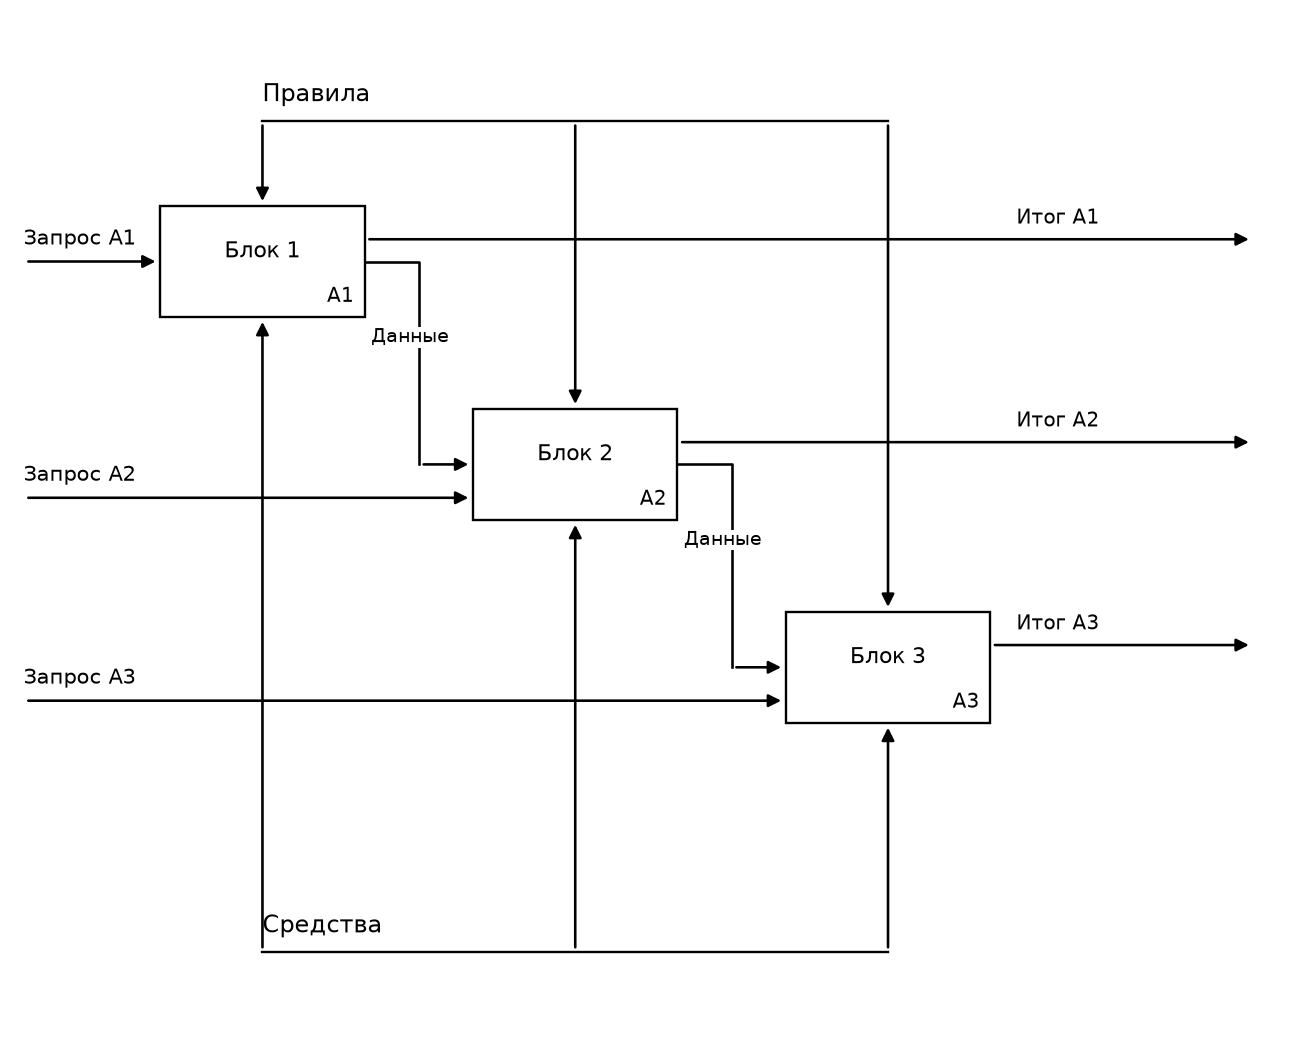 Правила
Итог А1
Запрос А1
Блок 1
А1
Данные
Итог А2
Блок 2
Запрос А2
А2
Данные
Итог А3
Блок 3
Запрос А3
А3
Средства